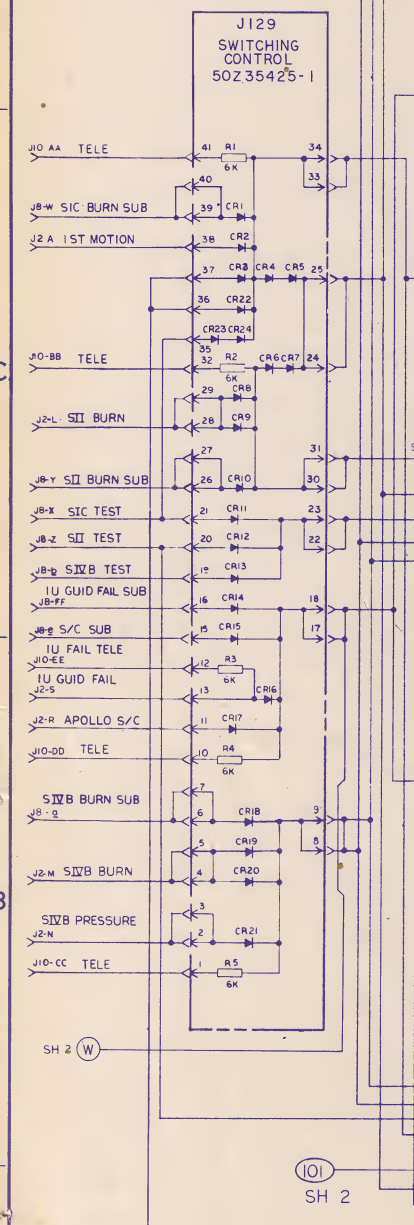 J129
SWITCHING
CONTROL
50Z35425-1
J10 AA TELE 41 R1 34
6K
40 33
J8-W SIC BURN SUB 39 CR1
J2 A 1ST MOTION 38 CR2
37 CR3 CR4 CR5 25
36 CR22
CR23 CR24
35
J10-BB TELE 32 R2 CR6 CR7 24
6K
29 CR8
J2-L SII BURN 28 CR9
27 31
J8-Y SII BURN SUB 26 CR10 30
J8-X SIC TEST 21 CR11 23
J8-Z SII TEST 20 CR12 22
J8-b SIVB TEST 19 CR13
IU GUID FAIL SUB
J8-FF 16 CR14 18
J8-e S/C SUB 15 CR15 17
IU FAIL TELE
J10-EE 12 R3
6K
IU GUID FAIL
J2-S 13 CR16
J2-R APOLLO S/C 11 CR17
J10-DD TELE 10 R4
6K
7
SIVB BURN SUB
J8-a 6 CR18 9
5 CR19 8
J2-M SIVB BURN 4 CR20
3
SIVB PRESSURE
J2-N 2 CR21
J10-CC TELE 1 R5
6K
SH 2 W
101
SH 2
C
B